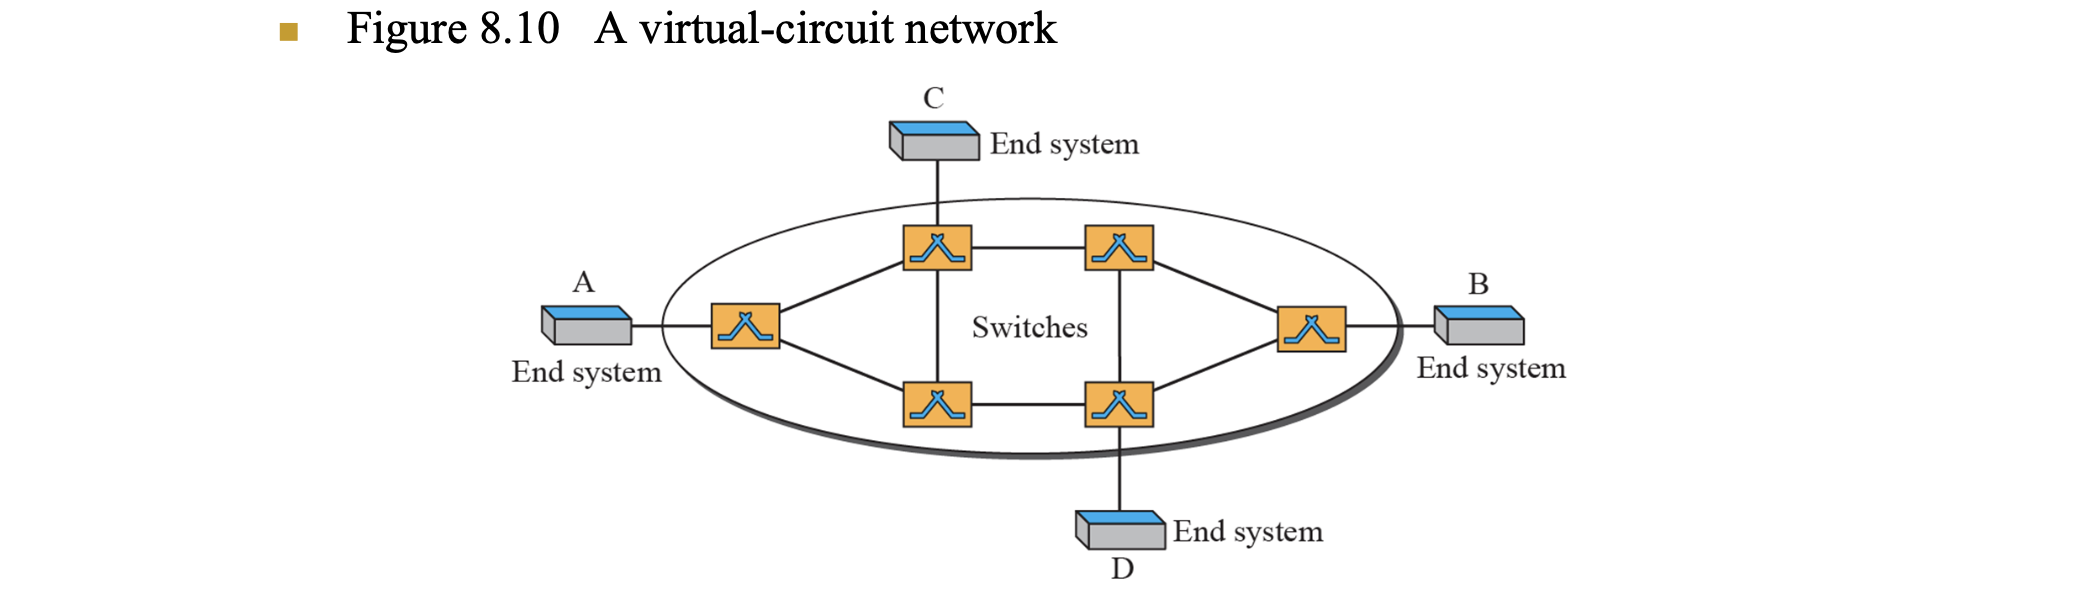 Figure 8.10 A virtual-circuit network
C
End system
A
End system
Switches
B
End system
End system
D